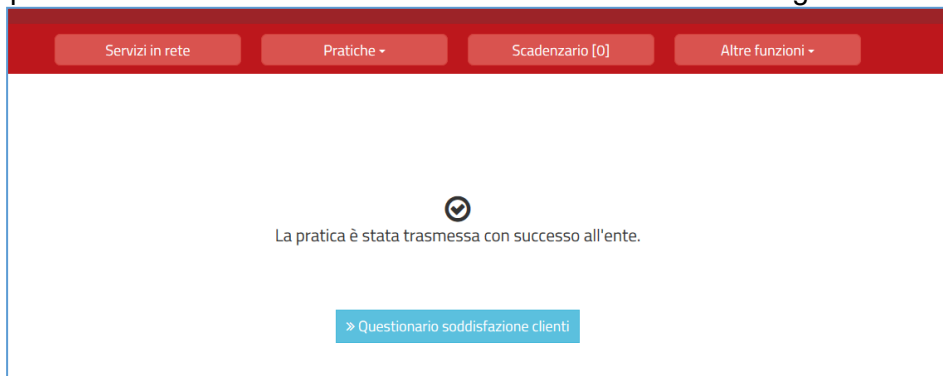 Servizi in rete
Pratiche
Scadenzario [0]
Altre funzioni
La pratica è stata trasmessa con successo all'ente.
» Questionario soddisfazione clienti